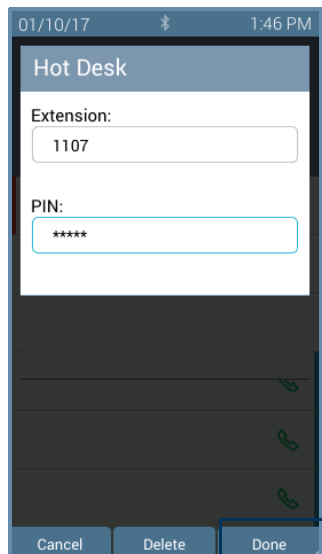 01/10/17 1:46 PM
Hot Desk
Extension:
1107
PIN:
*****
Cancel Delete Done